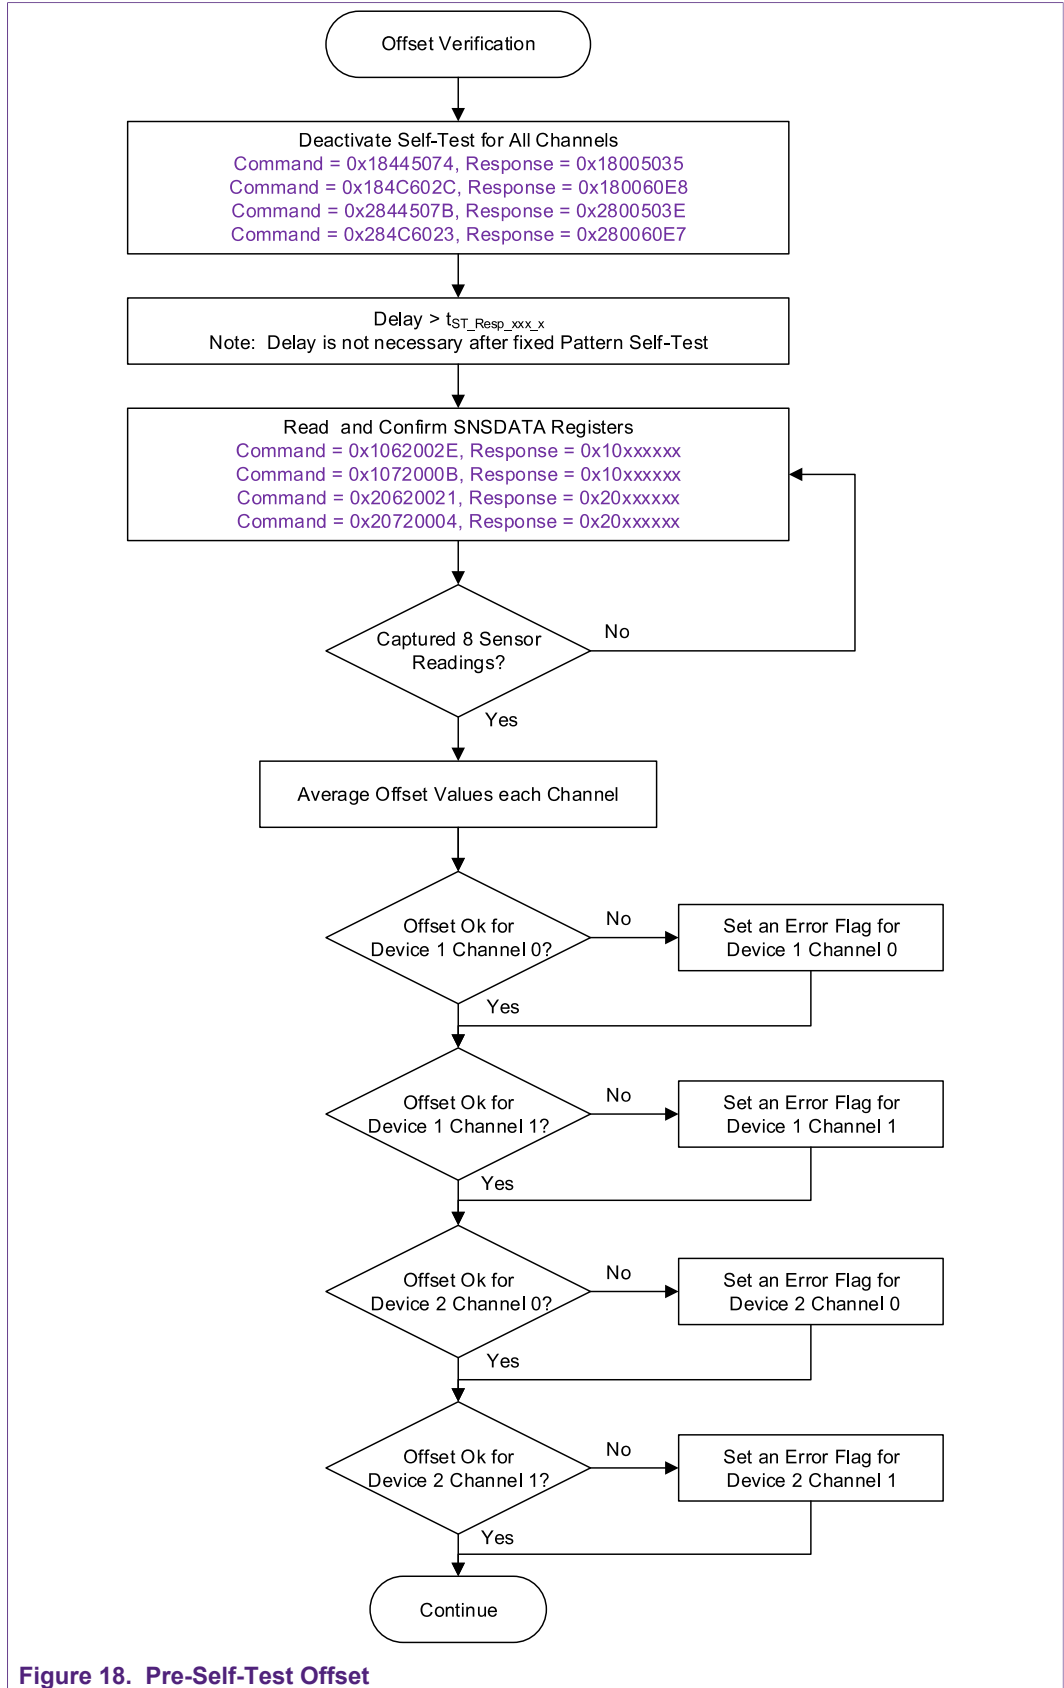 Offset Verification
Deactivate Self-Test for All Channels
Command = 0x18445074, Response = 0x18005035
Command = 0x184C602C, Response = 0x180060E8
Command = 0x2844507B, Response = 0x2800503E
Command = 0x284C6023, Response = 0x280060E7
Delay > tST_Resp_xxx_x
Note: Delay is not necessary after fixed Pattern Self-Test
Read and Confirm SNSDATA Registers
Command = 0x1062002E, Response = 0x10xxxxxx
Command = 0x1072000B, Response = 0x10xxxxxx
Command = 0x20620021, Response = 0x20xxxxxx
Command = 0x20720004, Response = 0x20xxxxxx
Captured 8 Sensor
Readings?
No
Yes
Average Offset Values each Channel
Offset Ok for
Device 1 Channel 0?
No
Set an Error Flag for
Device 1 Channel 0
Yes
Offset Ok for
Device 1 Channel 1?
No
Set an Error Flag for
Device 1 Channel 1
Yes
Offset Ok for
Device 2 Channel 0?
No
Set an Error Flag for
Device 2 Channel 0
Yes
Offset Ok for
Device 2 Channel 1?
No
Set an Error Flag for
Device 2 Channel 1
Yes
Continue
Figure 18. Pre-Self-Test Offset